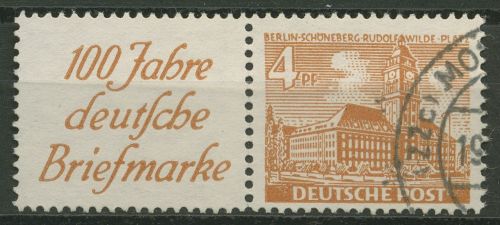 100 Jahre
deutsche
Briefmarke
BERLIN-SCHÖNEBERG-RUDOLF-WILDE-PLATZ
4 PF
DEUTSCHE POST